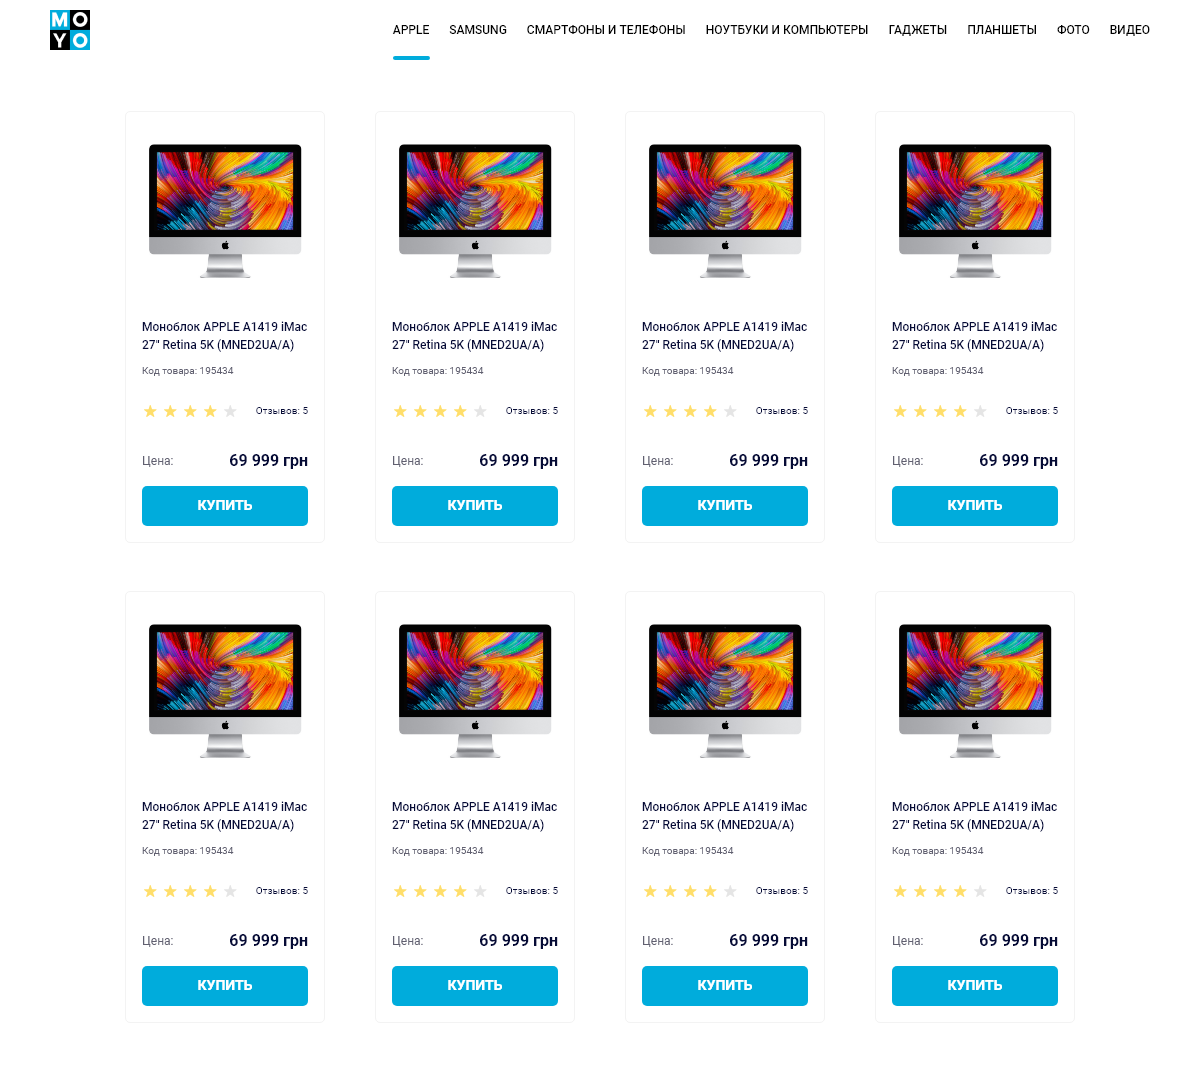 MO
YO
APPLE SAMSUNG СМАРТФОНЫ И ТЕЛЕФОНЫ НОУТБУКИ И КОМПЬЮТЕРЫ ГАДЖЕТЫ ПЛАНШЕТЫ ФОТО ВИДЕО
Моноблок APPLE A1419 iMac
27" Retina 5K (MNED2UA/A)
Код товара: 195434
Отзывов: 5
Цена: 69 999 грн
КУПИТЬ
Моноблок APPLE A1419 iMac
27" Retina 5K (MNED2UA/A)
Код товара: 195434
Отзывов: 5
Цена: 69 999 грн
КУПИТЬ
Моноблок APPLE A1419 iMac
27" Retina 5K (MNED2UA/A)
Код товара: 195434
Отзывов: 5
Цена: 69 999 грн
КУПИТЬ
Моноблок APPLE A1419 iMac
27" Retina 5K (MNED2UA/A)
Код товара: 195434
Отзывов: 5
Цена: 69 999 грн
КУПИТЬ
Моноблок APPLE A1419 iMac
27" Retina 5K (MNED2UA/A)
Код товара: 195434
Отзывов: 5
Цена: 69 999 грн
КУПИТЬ
Моноблок APPLE A1419 iMac
27" Retina 5K (MNED2UA/A)
Код товара: 195434
Отзывов: 5
Цена: 69 999 грн
КУПИТЬ
Моноблок APPLE A1419 iMac
27" Retina 5K (MNED2UA/A)
Код товара: 195434
Отзывов: 5
Цена: 69 999 грн
КУПИТЬ
Моноблок APPLE A1419 iMac
27" Retina 5K (MNED2UA/A)
Код товара: 195434
Отзывов: 5
Цена: 69 999 грн
КУПИТЬ